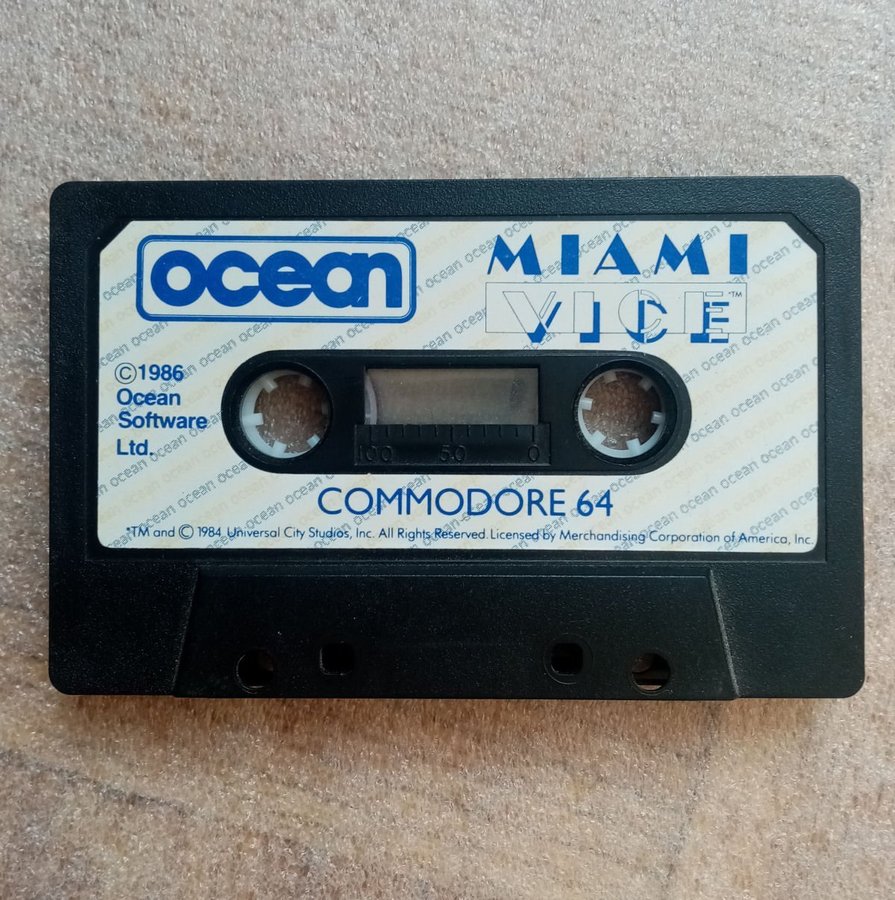 ocean
MIAMI
VICE™
©1986
Ocean
Software
Ltd.
100 50 0
COMMODORE 64
*TM and © 1984 Universal City Studios, Inc. All Rights Reserved. Licensed by Merchandising Corporation of America, Inc.